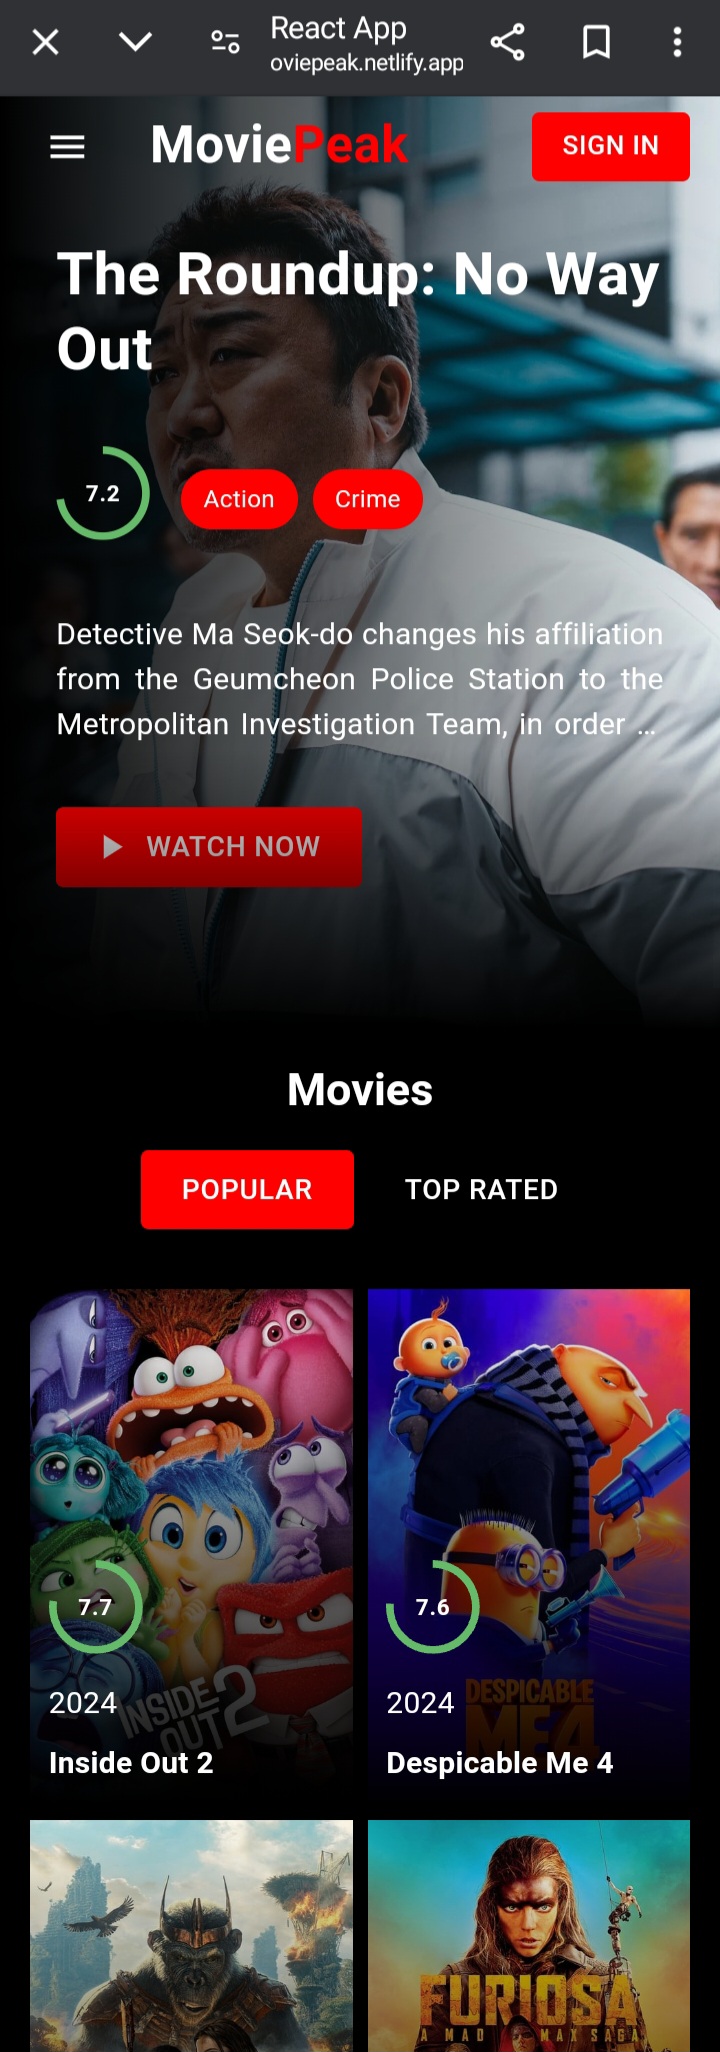 React App
oviepeak.netlify.app
MoviePeak
SIGN IN
The Roundup: No Way
Out
7.2
Action
Crime
Detective Ma Seok-do changes his affiliation
from the Geumcheon Police Station to the
Metropolitan Investigation Team, in order ...
WATCH NOW
Movies
POPULAR
TOP RATED
7.7
2024
INSIDE
OUT 2
Inside Out 2
7.6
2024
DESPICABLE
ME 4
Despicable Me 4
FURIOSA
A MAD MAX SAGA